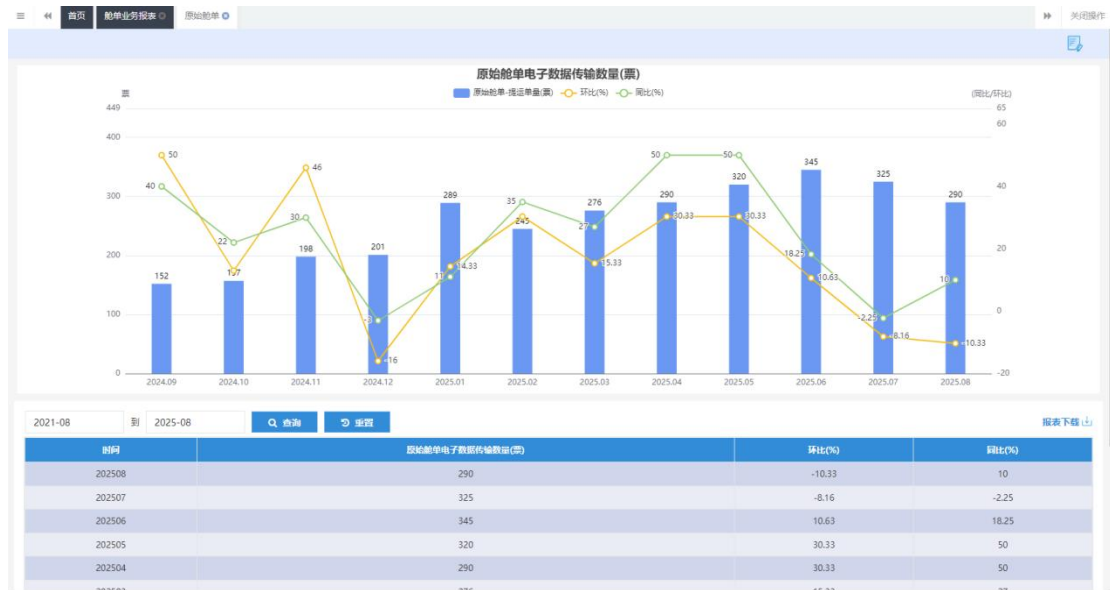 首页 舱单业务报表 原始舱单 关闭操作
原始舱单电子数据传输数量(票)
原始舱单-提运单量(票) 环比(%) 同比(%)
票 (同比/环比)
449 65
400 60
300 40
200 20
100 0
0 -20
50 46 50 50 345
40 30 289 35 276 290 320 325 290
22 198 201 245 27 30.33 30.33 18.25
152 157 11 14.33 15.33 10.63 10
-3 -2.25 -8.16
-16 -10.33
2024.09 2024.10 2024.11 2024.12 2025.01 2025.02 2025.03 2025.04 2025.05 2025.06 2025.07 2025.08
2021-08 到 2025-08 查询 重置 报表下载
时间 原始舱单电子数据传输数量(票) 环比(%) 同比(%)
202508 290 -10.33 10
202507 325 -8.16 -2.25
202506 345 10.63 18.25
202505 320 30.33 50
202504 290 30.33 50